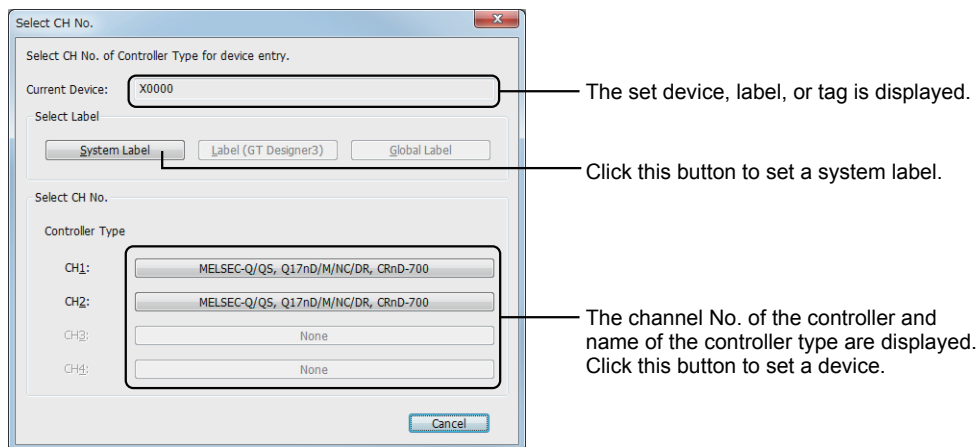 Select CH No.
Select CH No. of Controller Type for device entry.
Current Device: X0000
The set device, label, or tag is displayed.
Select Label
System Label Label (GT Designer3) Global Label
Click this button to set a system label.
Select CH No.
Controller Type
CH1: MELSEC-Q/QS, Q17nD/M/NC/DR, CRnD-700
CH2: MELSEC-Q/QS, Q17nD/M/NC/DR, CRnD-700
CH3: None
CH4: None
The channel No. of the controller and
name of the controller type are displayed.
Click this button to set a device.
Cancel